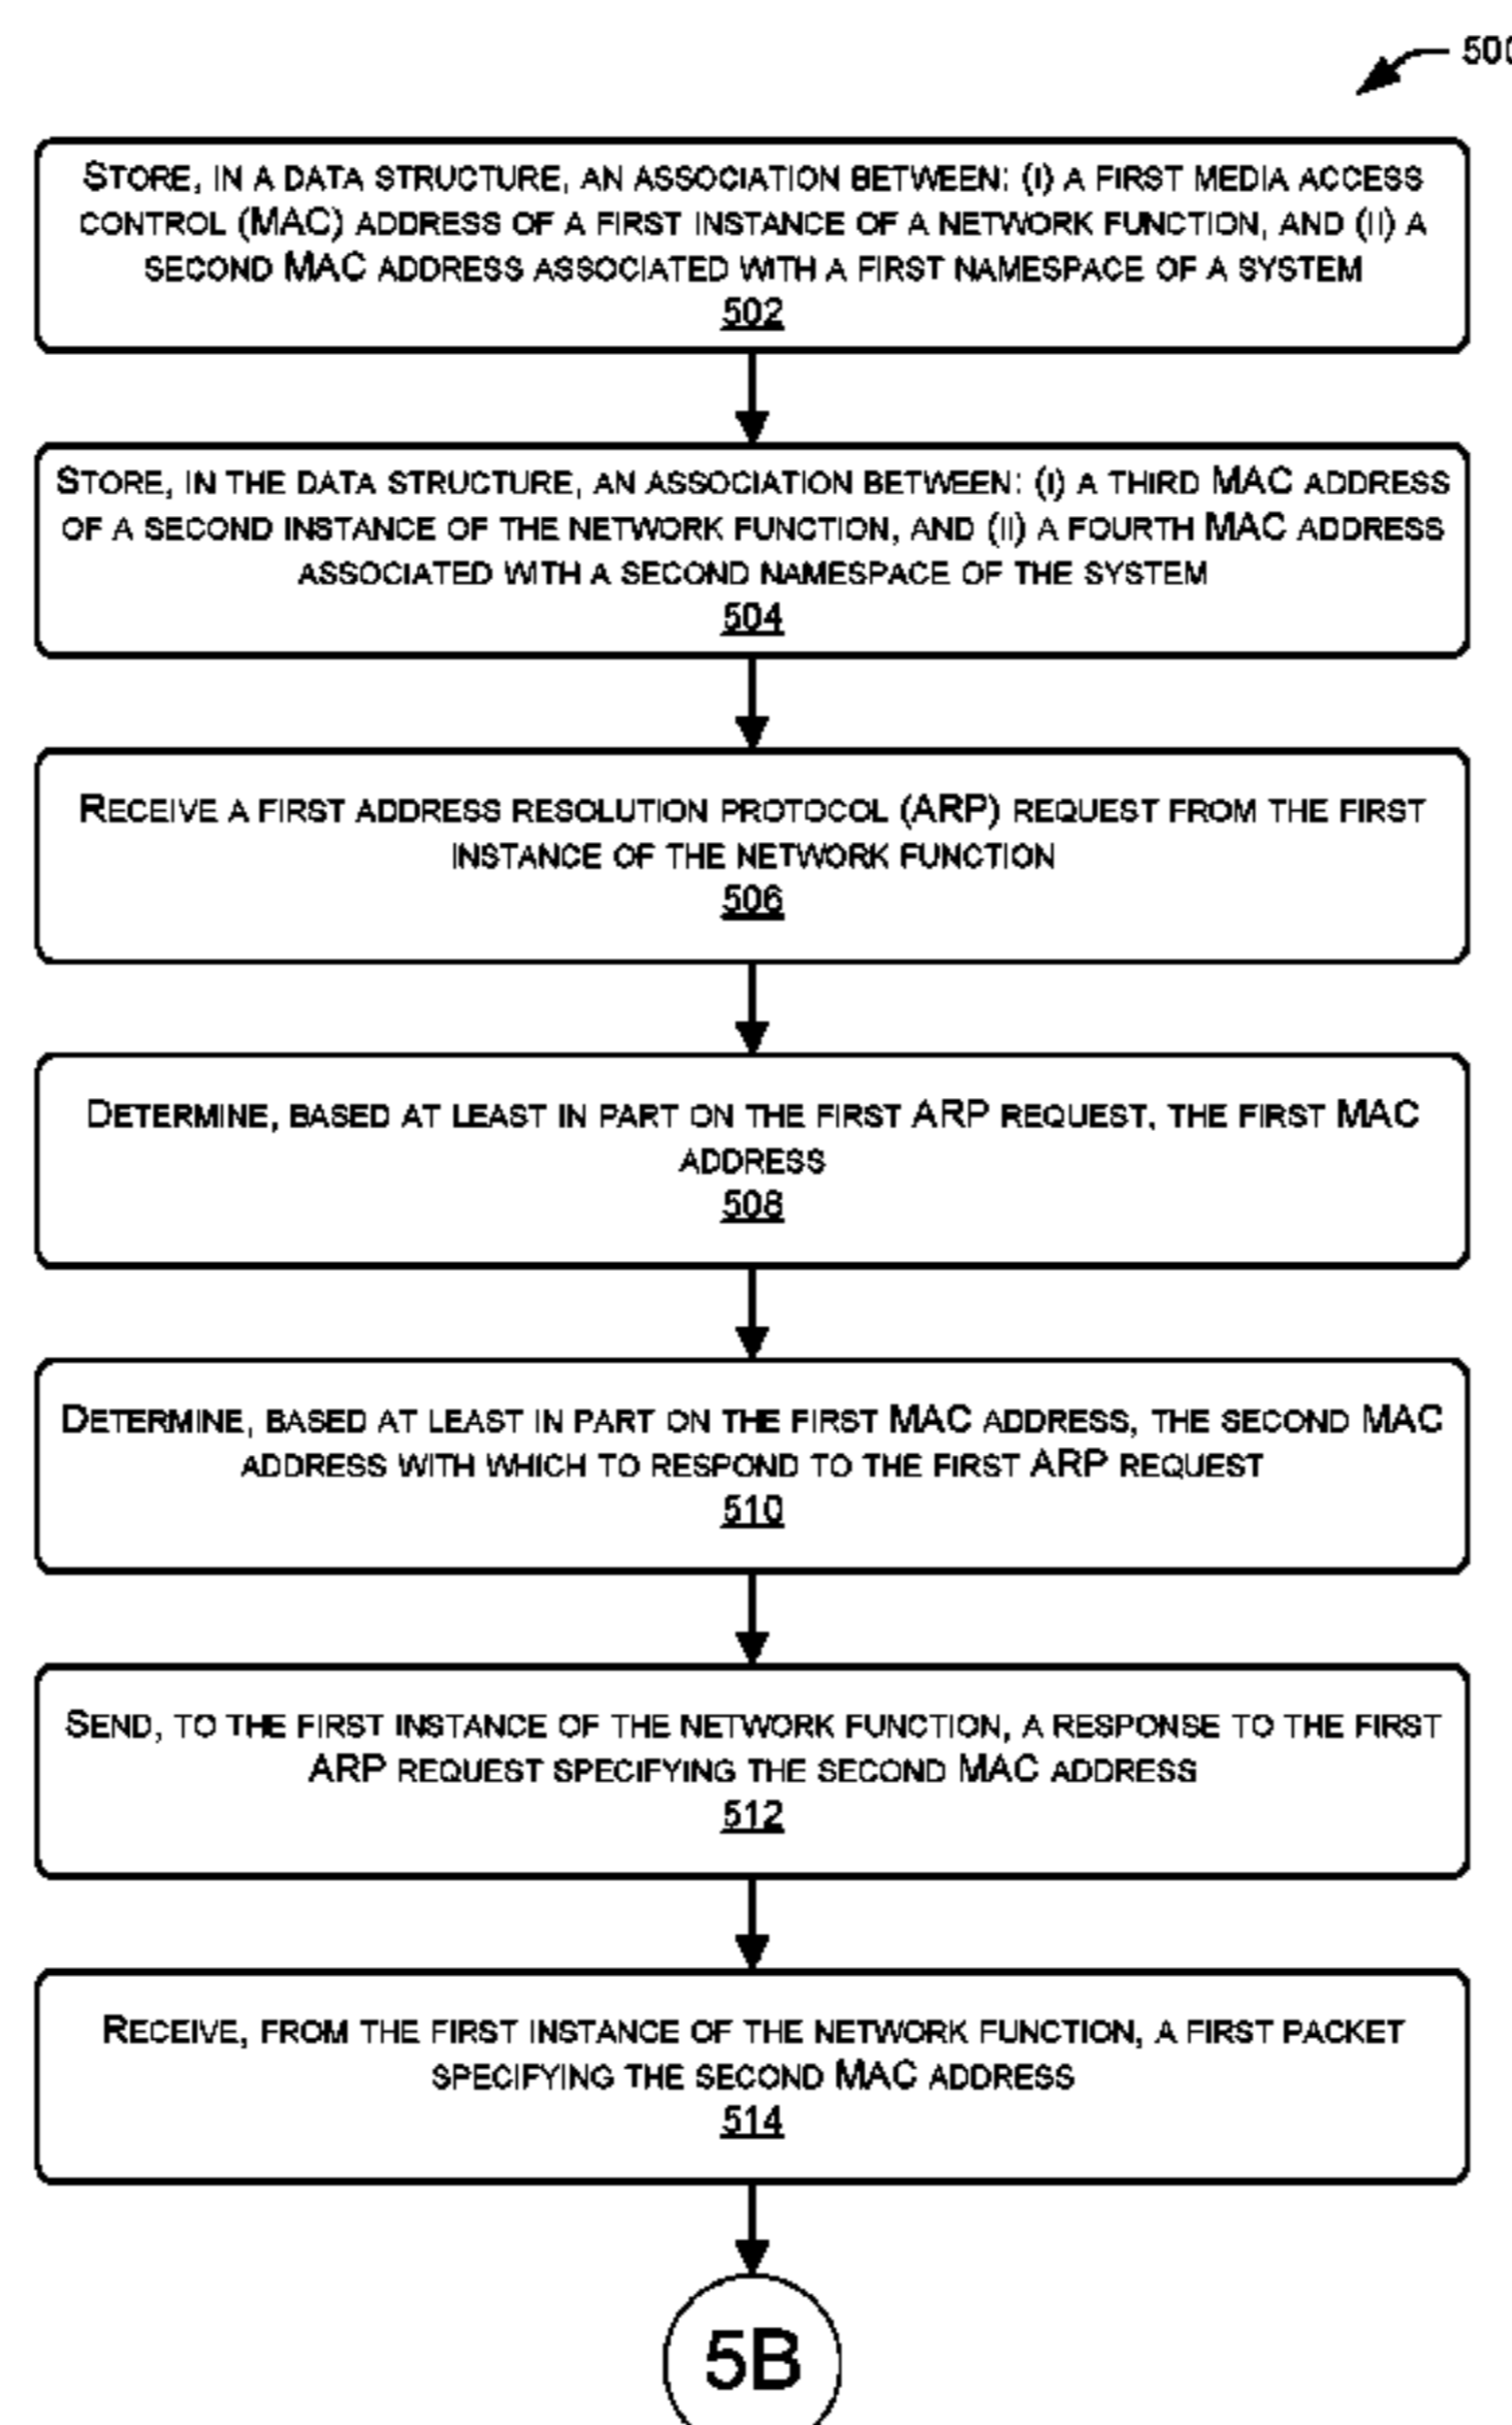 500
STORE, IN A DATA STRUCTURE, AN ASSOCIATION BETWEEN: (I) A FIRST MEDIA ACCESS
CONTROL (MAC) ADDRESS OF A FIRST INSTANCE OF A NETWORK FUNCTION, AND (II) A
SECOND MAC ADDRESS ASSOCIATED WITH A FIRST NAMESPACE OF A SYSTEM
502
STORE, IN THE DATA STRUCTURE, AN ASSOCIATION BETWEEN: (I) A THIRD MAC ADDRESS
OF A SECOND INSTANCE OF THE NETWORK FUNCTION, AND (II) A FOURTH MAC ADDRESS
ASSOCIATED WITH A SECOND NAMESPACE OF THE SYSTEM
504
RECEIVE A FIRST ADDRESS RESOLUTION PROTOCOL (ARP) REQUEST FROM THE FIRST
INSTANCE OF THE NETWORK FUNCTION
506
DETERMINE, BASED AT LEAST IN PART ON THE FIRST ARP REQUEST, THE FIRST MAC
ADDRESS
508
DETERMINE, BASED AT LEAST IN PART ON THE FIRST MAC ADDRESS, THE SECOND MAC
ADDRESS WITH WHICH TO RESPOND TO THE FIRST ARP REQUEST
510
SEND, TO THE FIRST INSTANCE OF THE NETWORK FUNCTION, A RESPONSE TO THE FIRST
ARP REQUEST SPECIFYING THE SECOND MAC ADDRESS
512
RECEIVE, FROM THE FIRST INSTANCE OF THE NETWORK FUNCTION, A FIRST PACKET
SPECIFYING THE SECOND MAC ADDRESS
514
5B